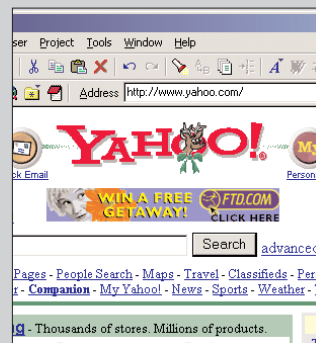 ser Project Tools Window Help
Address http://www.yahoo.com/
YAHOO!
My
ck Email
Person
WIN A FREE GETAWAY!
FTD.COM
CLICK HERE
Search advanced
Pages - People Search - Maps - Travel - Classifieds - Per
r - Companion - My Yahoo! - News - Sports - Weather -
g - Thousands of stores. Millions of products.